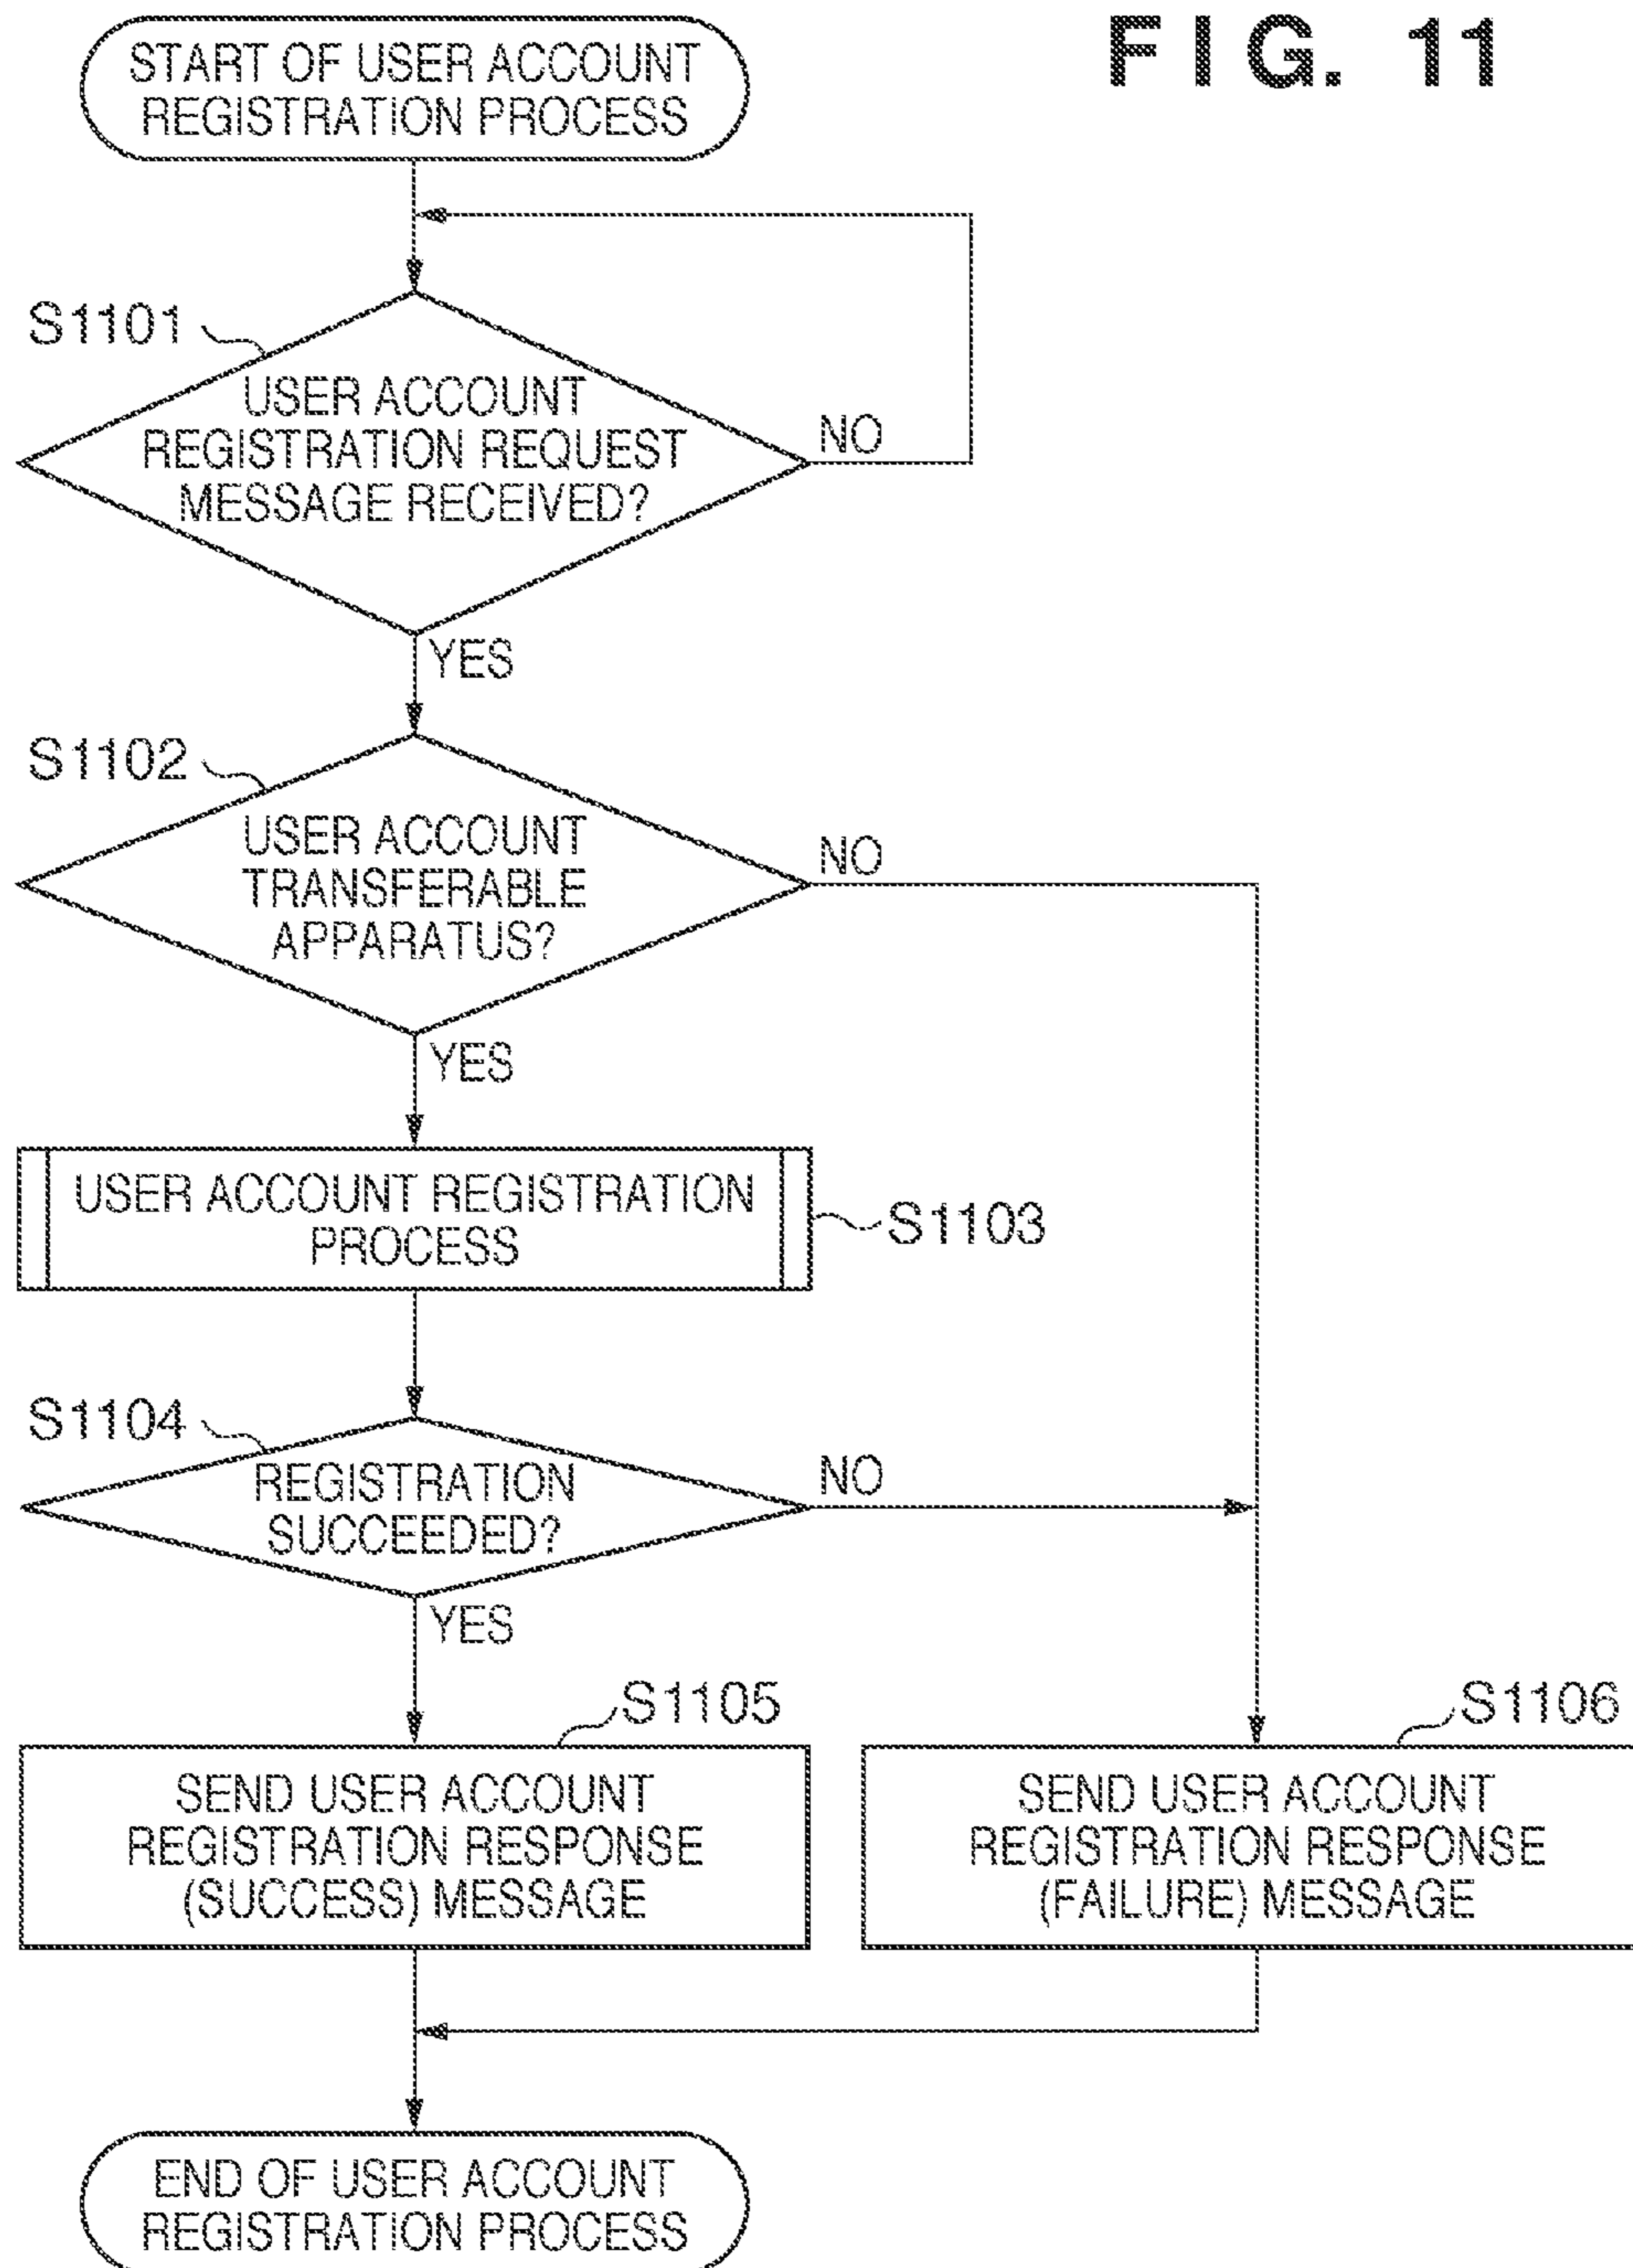 FIG. 11
START OF USER ACCOUNT
REGISTRATION PROCESS
S1101
USER ACCOUNT
REGISTRATION REQUEST
MESSAGE RECEIVED?
NO
YES
S1102
USER ACCOUNT
TRANSFERABLE
APPARATUS?
NO
YES
USER ACCOUNT REGISTRATION
PROCESS
S1103
S1104
REGISTRATION
SUCCEEDED?
NO
YES
S1105
SEND USER ACCOUNT
REGISTRATION RESPONSE
(SUCCESS) MESSAGE
S1106
SEND USER ACCOUNT
REGISTRATION RESPONSE
(FAILURE) MESSAGE
END OF USER ACCOUNT
REGISTRATION PROCESS